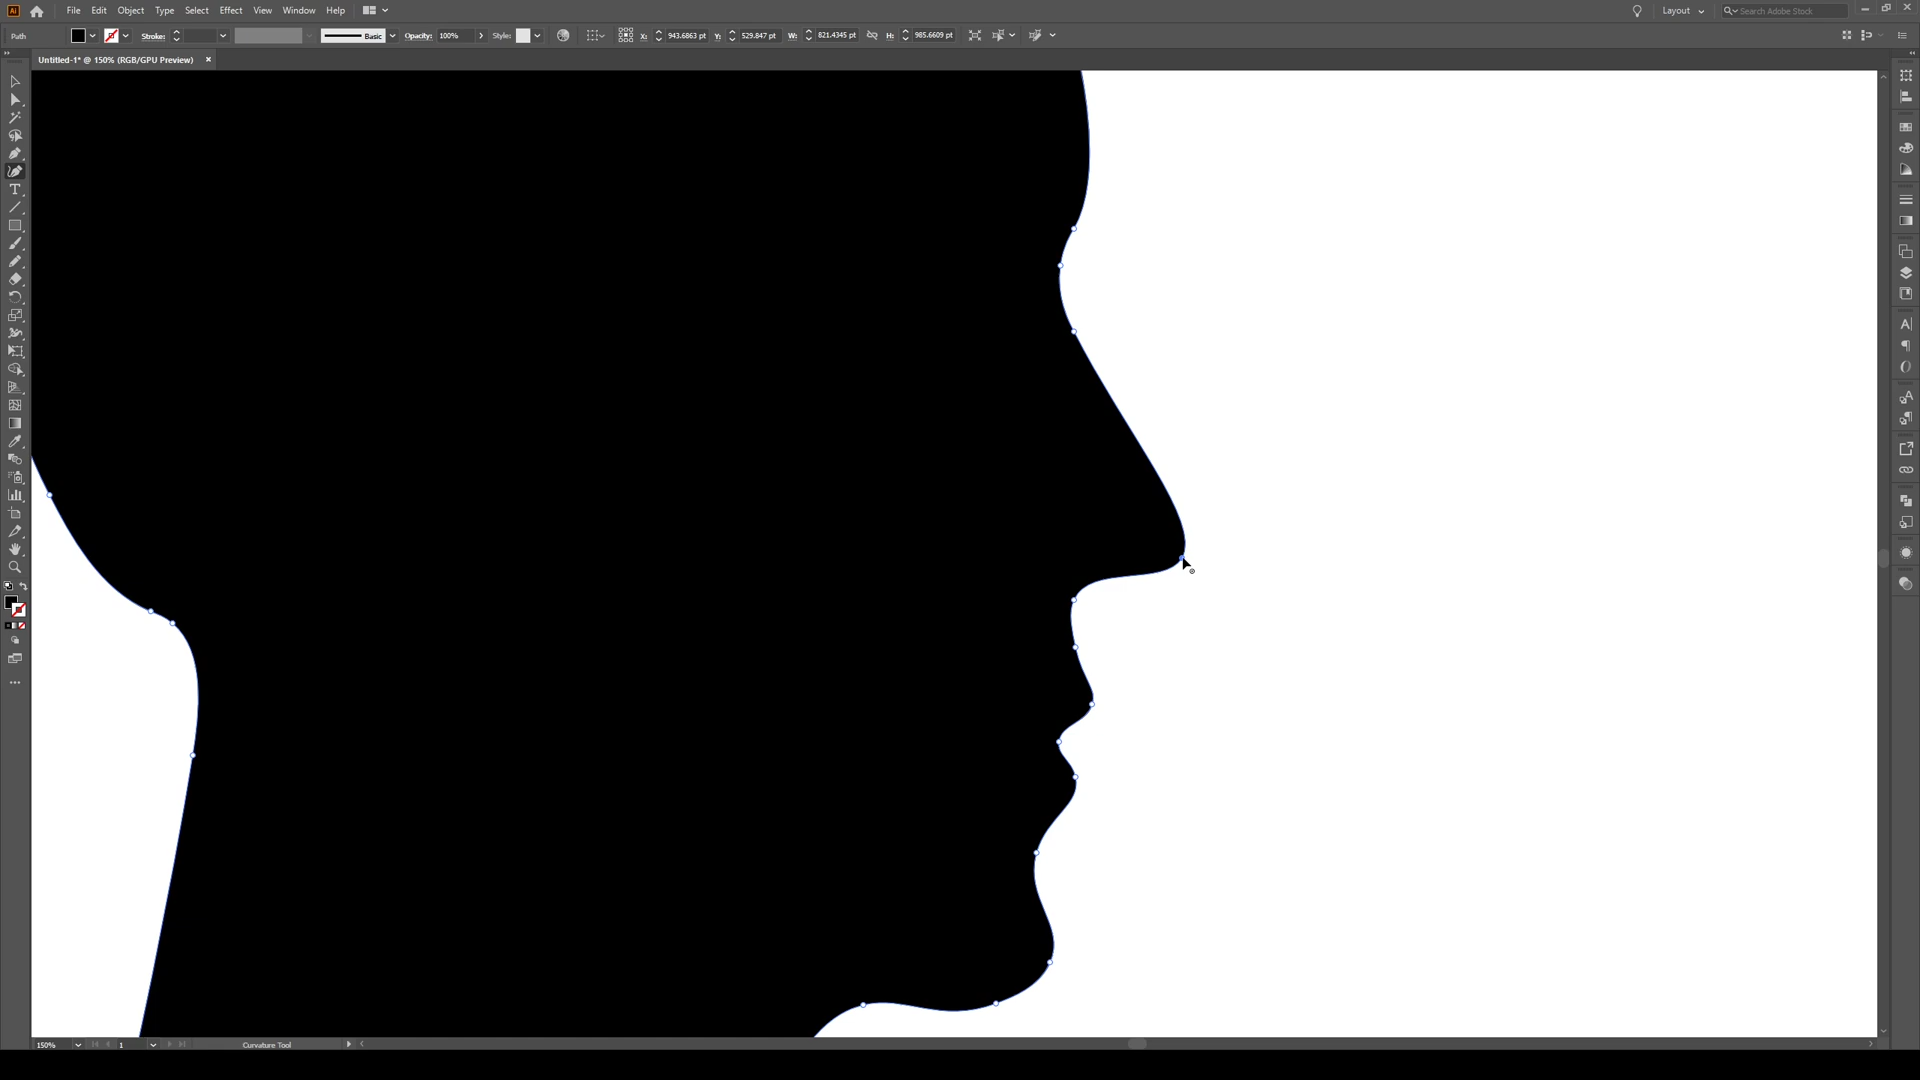 Ai File Edit Object Type Select Effect View Window Help Layout Search Adobe Stock
Path Stroke: Basic Opacity: 100% Style: X: 943.6863 pt Y: 529.847 pt W: 821.4345 pt H: 985.6609 pt
Untitled-1* @ 150% (RGB/GPU Preview) ×
150% 1 Curvature Tool